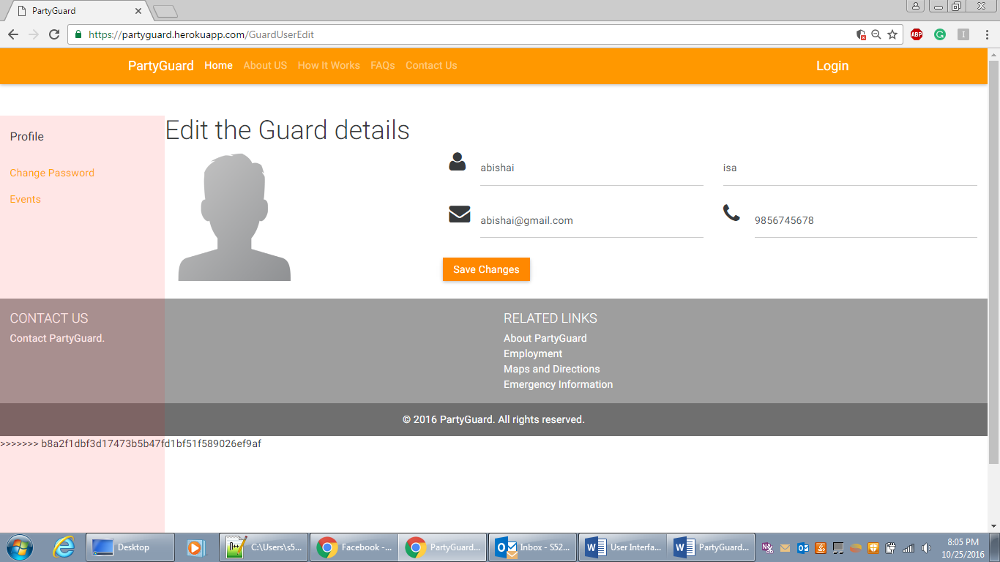 PartyGuard
https://partyguard.herokuapp.com/GuardUserEdit
ABP
PartyGuard Home About US How It Works FAQs Contact Us Login
Edit the Guard details
Profile
Change Password
Events
abishai isa
abishai@gmail.com 9856745678
Save Changes
CONTACT US
Contact PartyGuard.
RELATED LINKS
About PartyGuard
Employment
Maps and Directions
Emergency Information
© 2016 PartyGuard. All rights reserved.
>>>>>>> b8a2f1dbf3d17473b5b47fd1bf51f589026ef9af
Desktop C:\Users\s5... Facebook -... PartyGuard... Inbox - S52... User Interfa... PartyGuard... 8:05 PM
10/25/2016